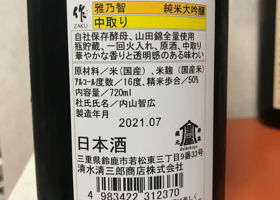 作 ZAKU
雅乃智 純米大吟醸
中取り
自社保存酵母、山田錦全量使用
瓶貯蔵、一回火入れ、原酒、中取り
華やかな香りと透明感のある味わい
原材料/米(国産)、米麹(国産米)
アルコール度数/16度、精米歩合/50%
内容量/720ml
杜氏氏名/内山智広
製造年月
2021.07
日本酒
三重県鈴鹿市若松東三丁目9番33号
清水清三郎商店株式会社
4 983422 312370